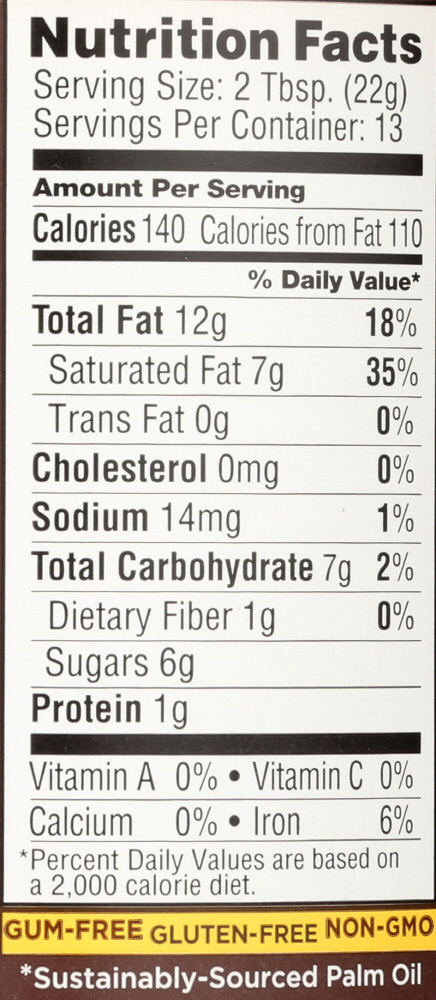 Nutrition Facts
Serving Size: 2 Tbsp. (22g)
Servings Per Container: 13
Amount Per Serving
Calories 140 Calories from Fat 110
% Daily Value*
Total Fat 12g 18%
Saturated Fat 7g 35%
Trans Fat 0g 0%
Cholesterol 0mg 0%
Sodium 14mg 1%
Total Carbohydrate 7g 2%
Dietary Fiber 1g 0%
Sugars 6g
Protein 1g
Vitamin A 0% • Vitamin C 0%
Calcium 0% • Iron 6%
*Percent Daily Values are based on
a 2,000 calorie diet.
GUM-FREE GLUTEN-FREE NON-GMO
*Sustainably-Sourced Palm Oil